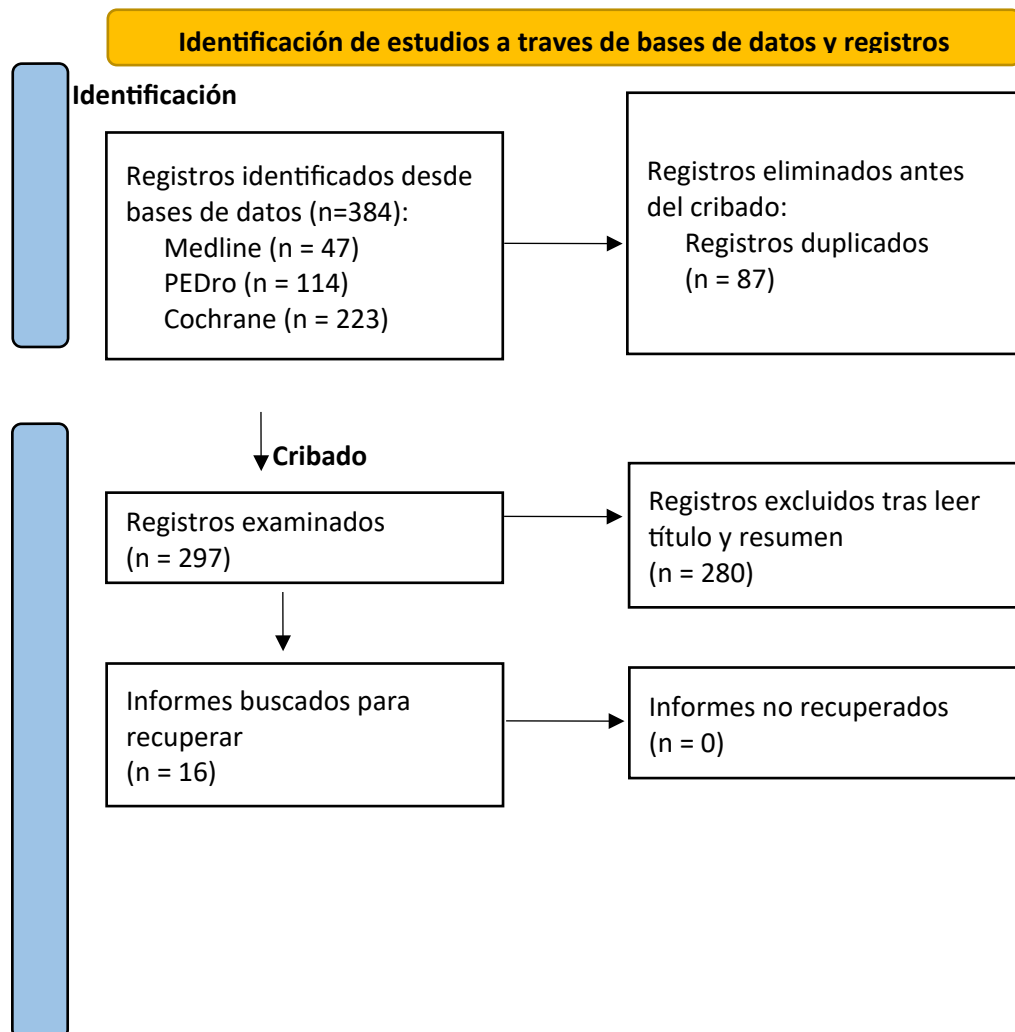 Identificación de estudios a traves de bases de datos y registros
Identificación
Registros identificados desde
bases de datos (n=384):
Medline (n = 47)
PEDro (n = 114)
Cochrane (n = 223)
Registros eliminados antes
del cribado:
Registros duplicados
(n = 87)
Cribado
Registros examinados
(n = 297)
Registros excluidos tras leer
título y resumen
(n = 280)
Informes buscados para
recuperar
(n = 16)
Informes no recuperados
(n = 0)